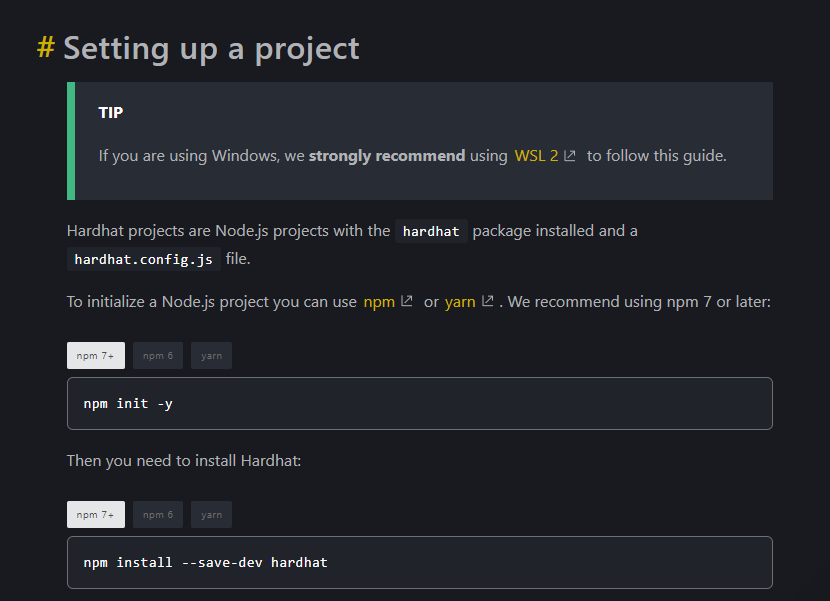 # Setting up a project
TIP
If you are using Windows, we strongly recommend using WSL 2 to follow this guide.
Hardhat projects are Node.js projects with the hardhat package installed and a
hardhat.config.js file.
To initialize a Node.js project you can use npm or yarn . We recommend using npm 7 or later:
npm 7+ npm 6 yarn
npm init -y
Then you need to install Hardhat:
npm 7+ npm 6 yarn
npm install --save-dev hardhat